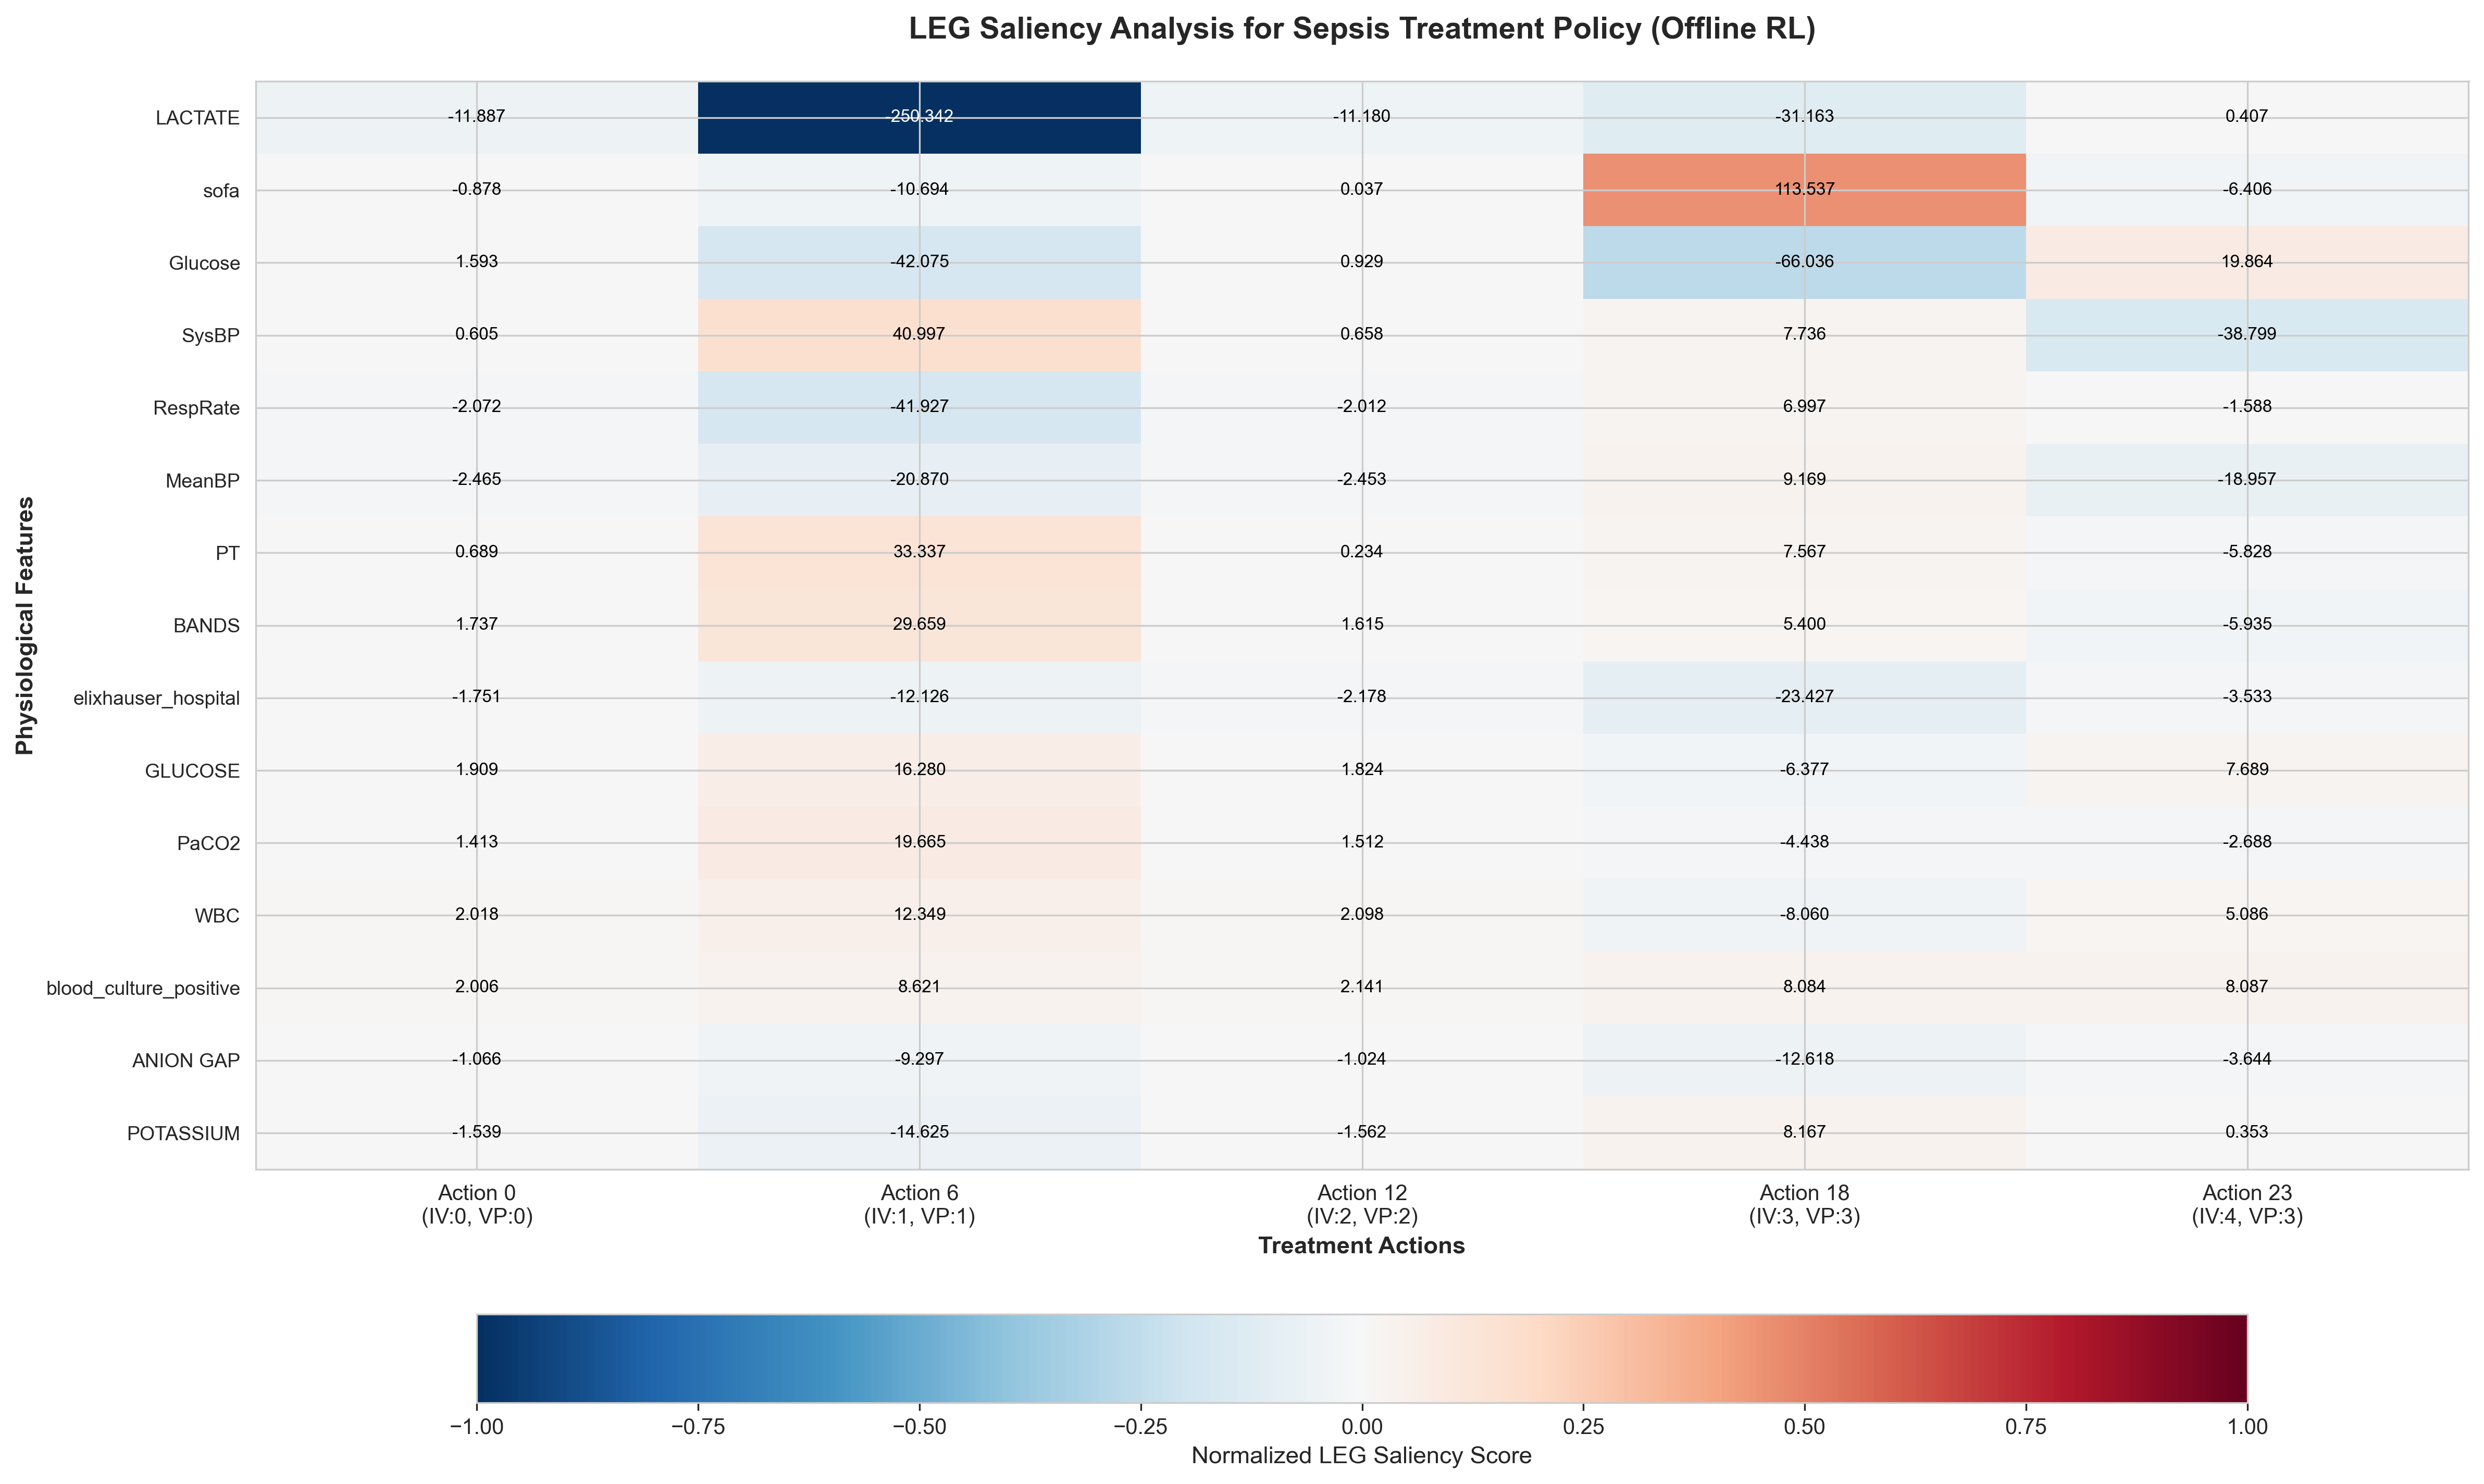 LEG Saliency Analysis for Sepsis Treatment Policy (Offline RL)
Physiological Features
LACTATE -11.887 -250.342 -11.180 -31.163 0.407
sofa -0.878 -10.694 0.037 113.537 -6.406
Glucose 1.593 -42.075 0.929 -66.036 19.864
SysBP 0.605 40.997 0.658 7.736 -38.799
RespRate -2.072 -41.927 -2.012 6.997 -1.588
MeanBP -2.465 -20.870 -2.453 9.169 -18.957
PT 0.689 33.337 0.234 7.567 -5.828
BANDS 1.737 29.659 1.615 5.400 -5.935
elixhauser_hospital -1.751 -12.126 -2.178 -23.427 -3.533
GLUCOSE 1.909 16.280 1.824 -6.377 7.689
PaCO2 1.413 19.665 1.512 -4.438 -2.688
WBC 2.018 12.349 2.098 -8.060 5.086
blood_culture_positive 2.006 8.621 2.141 8.084 8.087
ANION GAP -1.066 -9.297 -1.024 -12.618 -3.644
POTASSIUM -1.539 -14.625 -1.562 8.167 0.353
Action 0 Action 6 Action 12 Action 18 Action 23
(IV:0, VP:0) (IV:1, VP:1) (IV:2, VP:2) (IV:3, VP:3) (IV:4, VP:3)
Treatment Actions
−1.00 −0.75 −0.50 −0.25 0.00 0.25 0.50 0.75 1.00
Normalized LEG Saliency Score